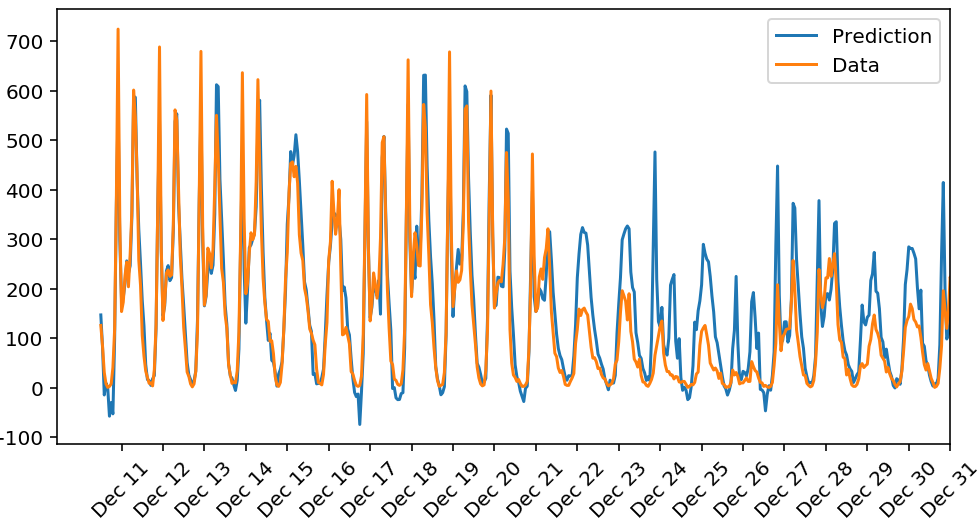 Prediction
Data
700
600
500
400
300
200
100
0
-100
Dec 11
Dec 12
Dec 13
Dec 14
Dec 15
Dec 16
Dec 17
Dec 18
Dec 19
Dec 20
Dec 21
Dec 22
Dec 23
Dec 24
Dec 25
Dec 26
Dec 27
Dec 28
Dec 29
Dec 30
Dec 31